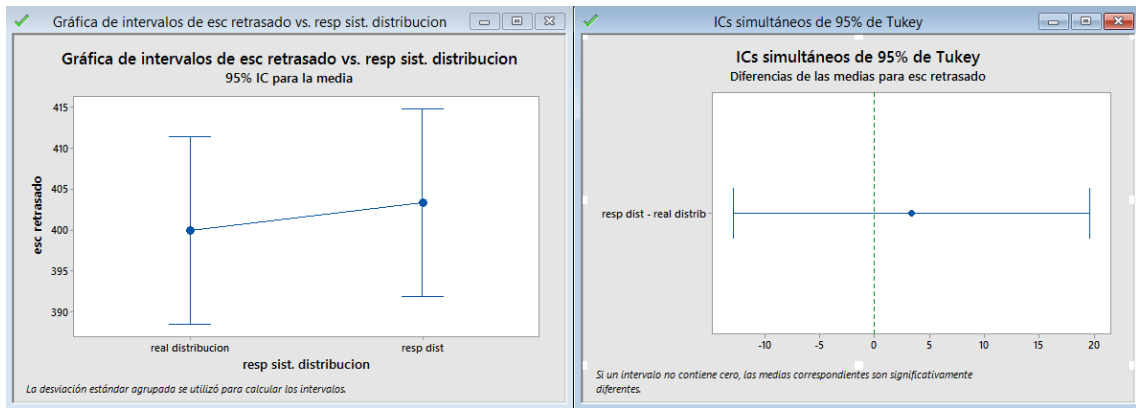 Gráfica de intervalos de esc retrasado vs. resp sist. distribucion
Gráfica de intervalos de esc retrasado vs. resp sist. distribucion
95% IC para la media
415
410
405
400
395
390
esc retrasado
real distribucion
resp dist
resp sist. distribucion
La desviación estándar agrupada se utilizó para calcular los intervalos.
ICs simultáneos de 95% de Tukey
ICs simultáneos de 95% de Tukey
Diferencias de las medias para esc retrasado
resp dist - real distrib
-10
-5
0
5
10
15
20
Si un intervalo no contiene cero, las medias correspondientes son significativamente
diferentes.